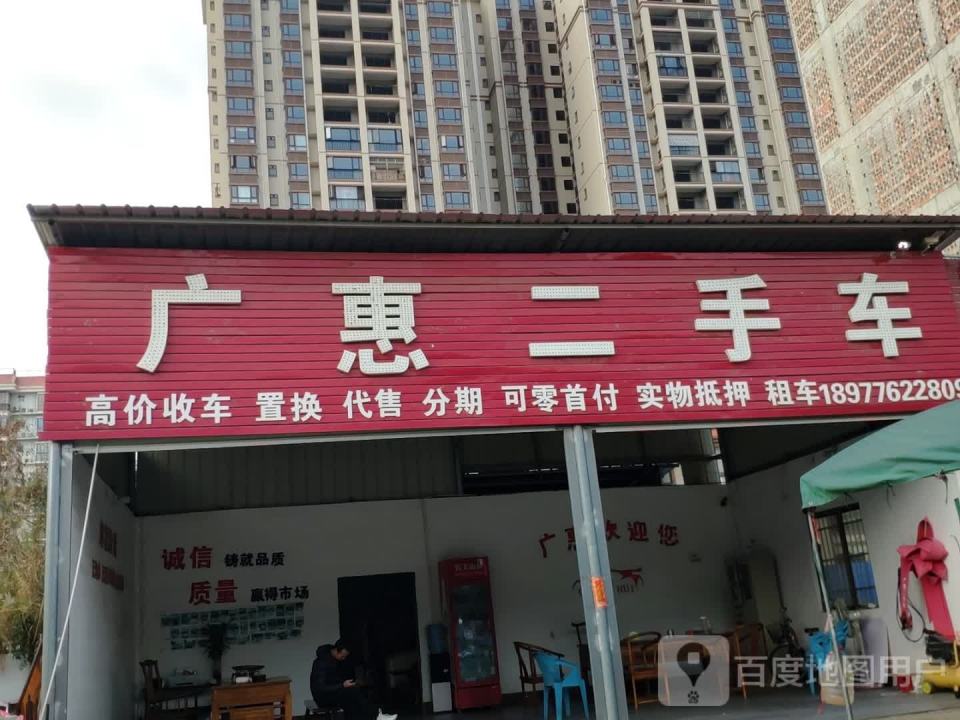 广惠二手车
高价收车 置换 代售 分期 可零首付 实物抵押 租车18977622809
诚信 铸就品质
质量 赢得市场
广惠欢迎您
百度地图用户